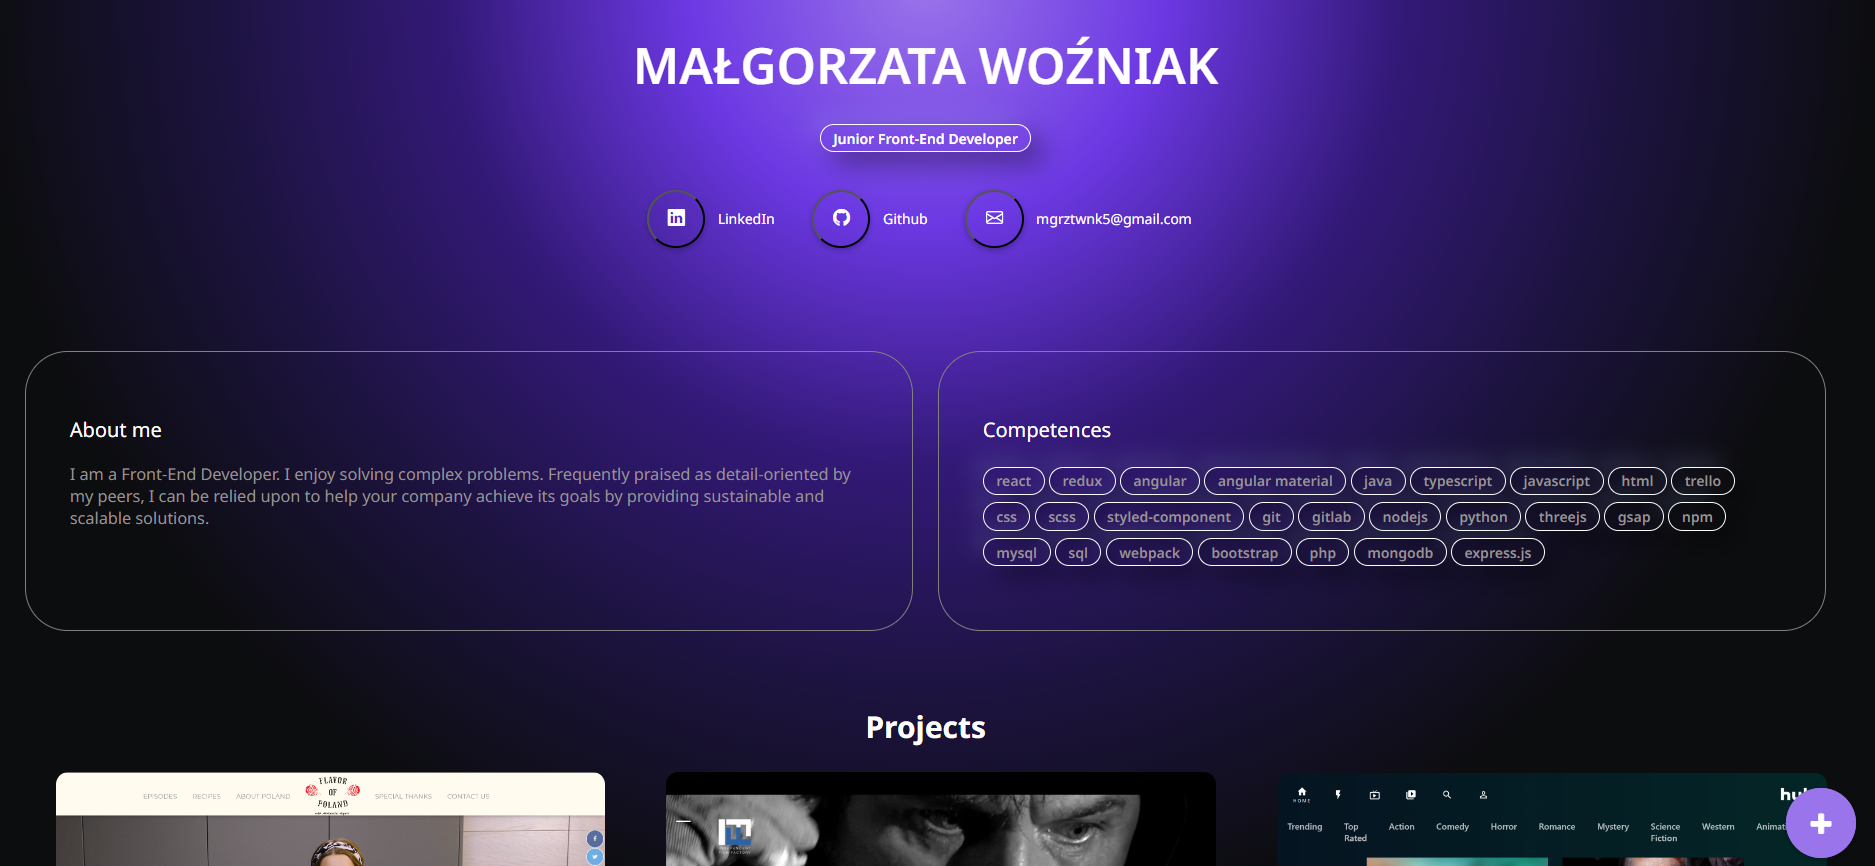 MAŁGORZATA WOŹNIAK
Junior Front-End Developer
LinkedIn Github mgrztwnk5@gmail.com
About me
I am a Front-End Developer. I enjoy solving complex problems. Frequently praised as detail-oriented by
my peers, I can be relied upon to help your company achieve its goals by providing sustainable and
scalable solutions.
Competences
react redux angular angular material java typescript javascript html trello
css scss styled-component git gitlab nodejs python threejs gsap npm
mysql sql webpack bootstrap php mongodb express.js
Projects
EPISODES RECIPES ABOUT POLAND
FLAVOR
OF
POLAND
SPECIAL THANKS CONTACT US
HOME
Trending Top Rated Action Comedy Horror Romance Mystery Science Fiction Western